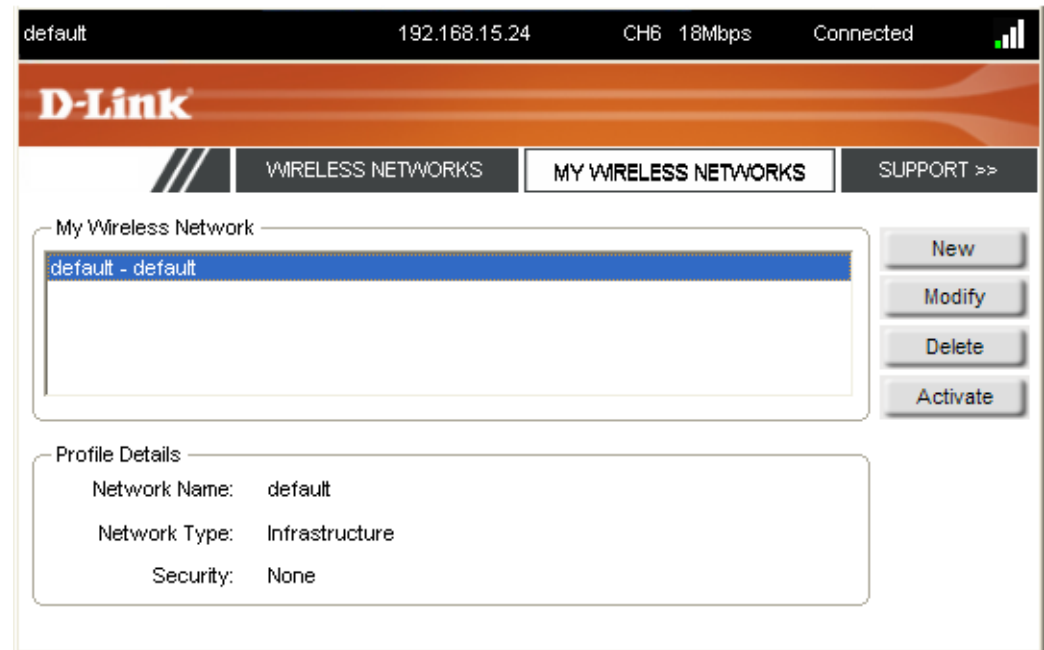 default 192.168.15.24 CH6 18Mbps Connected
D-Link
WIRELESS NETWORKS MY WIRELESS NETWORKS SUPPORT >>
My Wireless Network
default - default
New
Modify
Delete
Activate
Profile Details
Network Name: default
Network Type: Infrastructure
Security: None